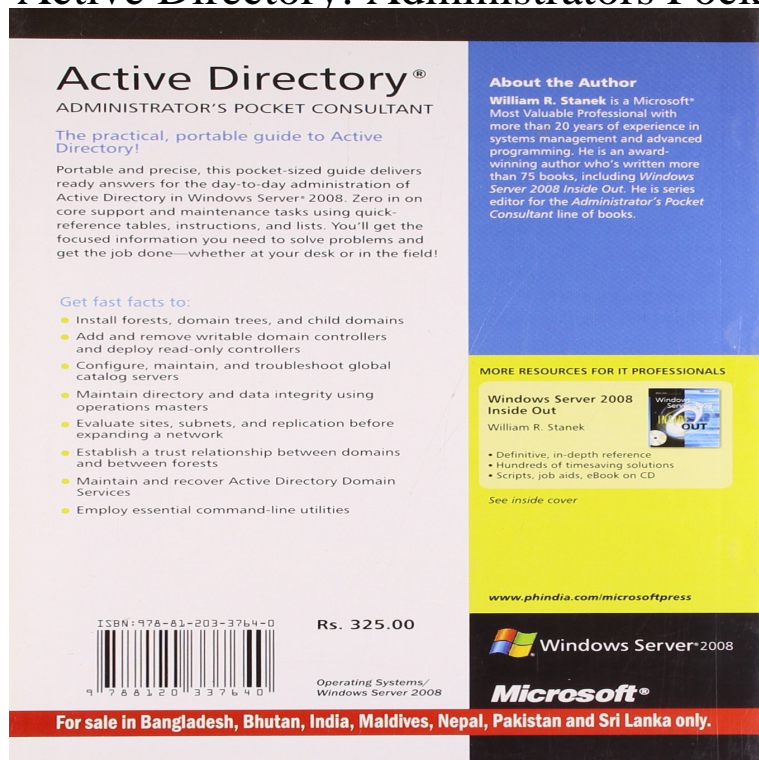 Active Directory: Administrators Pock
Active Directory®
ADMINISTRATOR'S POCKET CONSULTANT
The practical, portable guide to Active
Directory!
Portable and precise, this pocket-sized guide delivers
ready answers for the day-to-day administration of
Active Directory in Windows Server® 2008. Zero in on
core support and maintenance tasks using quick-
reference tables, instructions, and lists. You'll get the
focused information you need to solve problems and
get the job done—whether at your desk or in the field!
Get fast facts to:
• Install forests, domain trees, and child domains
• Add and remove writable domain controllers
and deploy read-only controllers
• Configure, maintain, and troubleshoot global
catalog servers
• Maintain directory and data integrity using
operations masters
• Evaluate sites, subnets, and replication before
expanding a network
• Establish a trust relationship between domains
and between forests
• Maintain and recover Active Directory Domain
Services
• Employ essential command-line utilities
ISBN:978-81-203-3764-0
9 788120 337640
Rs. 325.00
Operating Systems/
Windows Server 2008
About the Author
William R. Stanek is a Microsoft®
Most Valuable Professional with
more than 20 years of experience in
systems management and advanced
programming. He is an award-
winning author who's written more
than 75 books, including Windows
Server 2008 Inside Out. He is series
editor for the Administrator's Pocket
Consultant line of books.
MORE RESOURCES FOR IT PROFESSIONALS
Windows Server 2008
Inside Out
William R. Stanek
• Definitive, in-depth reference
• Hundreds of timesaving solutions
• Scripts, job aids, eBook on CD
See inside cover
Windows
OUT
www.phindia.com/microsoftpress
Windows Server®2008
Microsoft®
For sale in Bangladesh, Bhutan, India, Maldives, Nepal, Pakistan and Sri Lanka only.